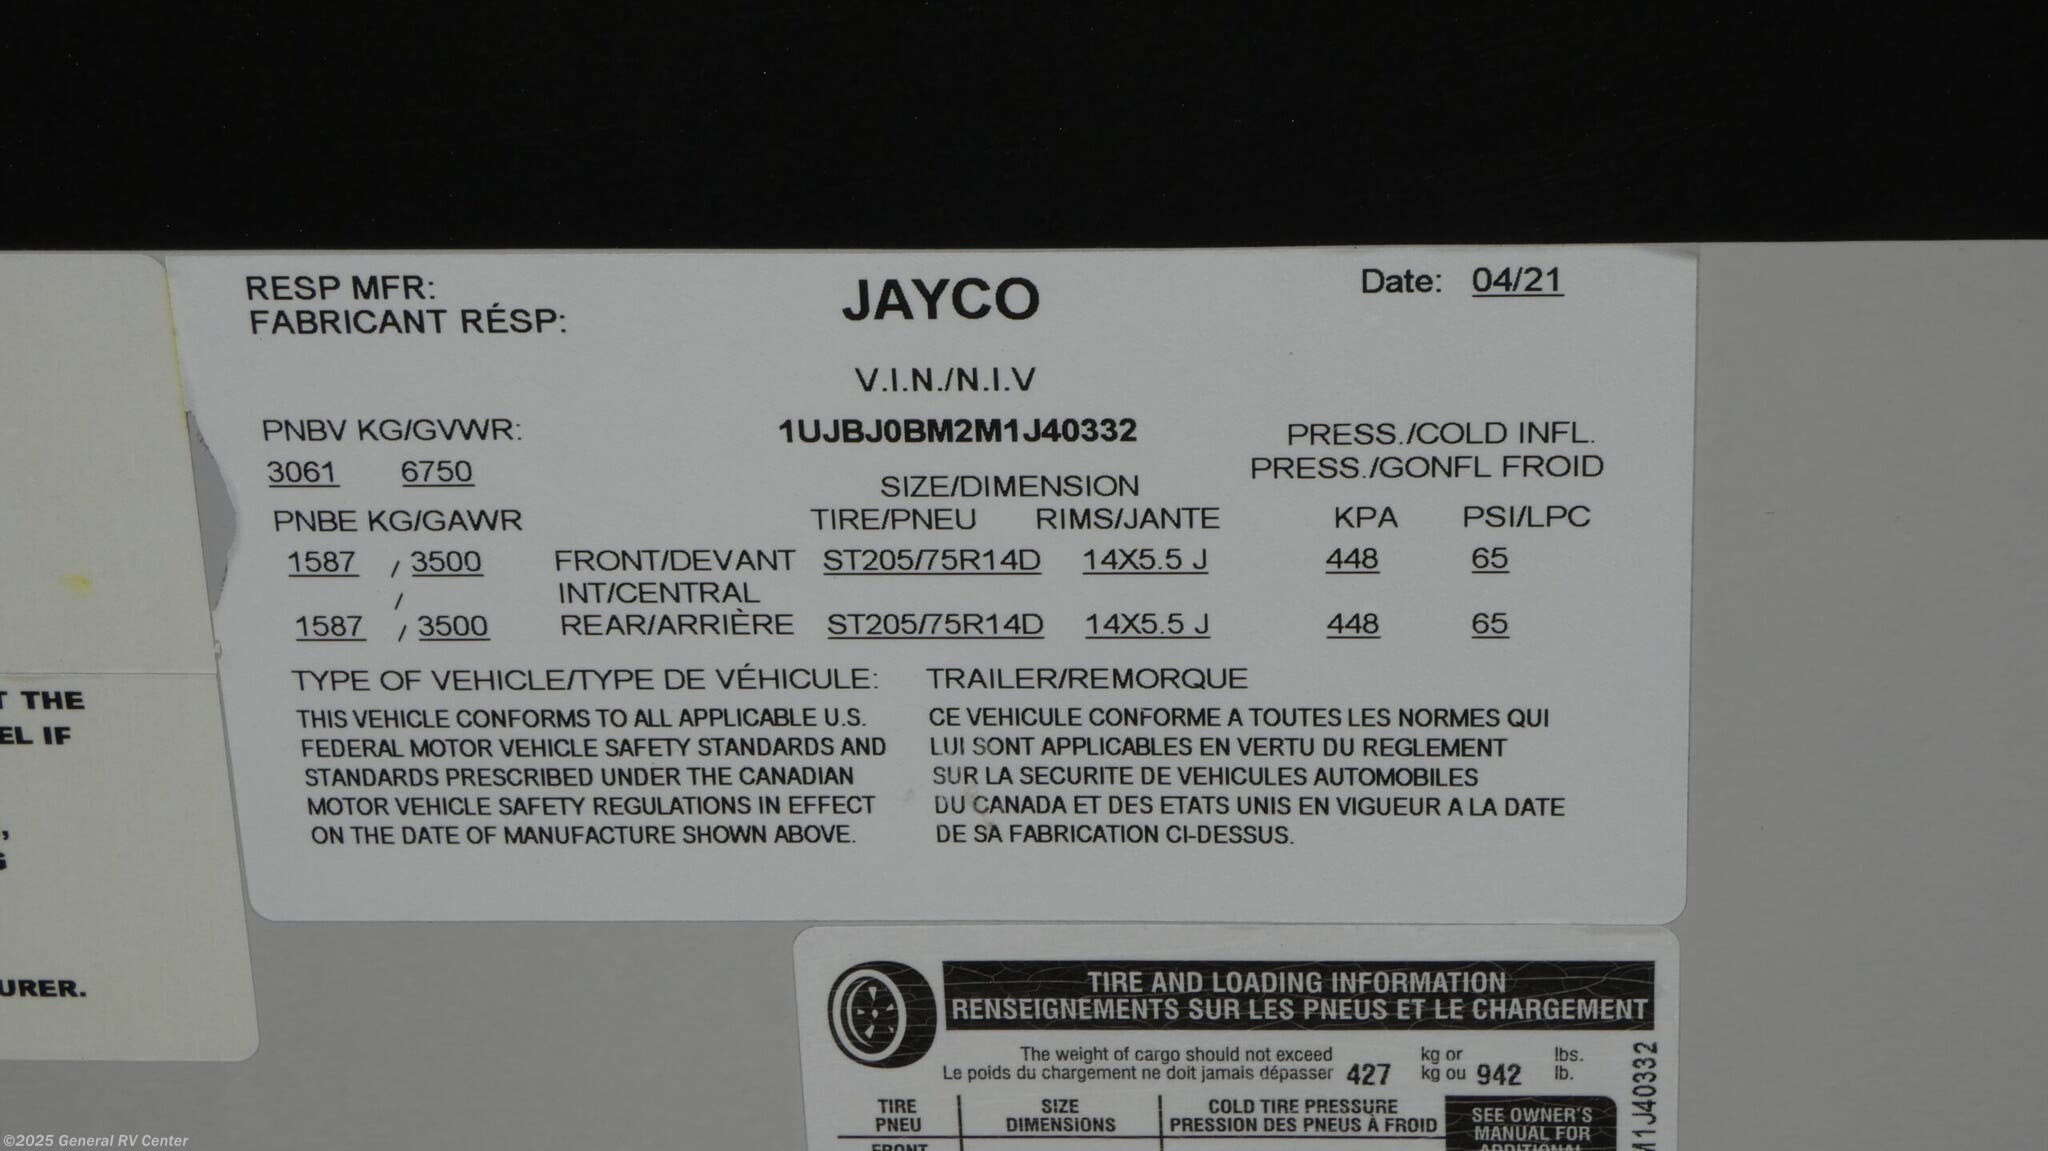 RESP MFR:
FABRICANT RÉSP:
JAYCO
Date: 04/21
V.I.N./N.I.V
PNBV KG/GVWR:
1UJBJ0BM2M1J40332
PRESS./COLD INFL.
3061 6750
SIZE/DIMENSION
PRESS./GONFL FROID
PNBE KG/GAWR
TIRE/PNEU RIMS/JANTE KPA PSI/LPC
1587 / 3500 FRONT/DEVANT ST205/75R14D 14X5.5 J 448 65
/ INT/CENTRAL
1587 / 3500 REAR/ARRIÈRE ST205/75R14D 14X5.5 J 448 65
TYPE OF VEHICLE/TYPE DE VÉHICULE: TRAILER/REMORQUE
THIS VEHICLE CONFORMS TO ALL APPLICABLE U.S.
FEDERAL MOTOR VEHICLE SAFETY STANDARDS AND
STANDARDS PRESCRIBED UNDER THE CANADIAN
MOTOR VEHICLE SAFETY REGULATIONS IN EFFECT
ON THE DATE OF MANUFACTURE SHOWN ABOVE.
CE VEHICULE CONFORME A TOUTES LES NORMES QUI
LUI SONT APPLICABLES EN VERTU DU REGLEMENT
SUR LA SECURITE DE VEHICULES AUTOMOBILES
DU CANADA ET DES ETATS UNIS EN VIGUEUR A LA DATE
DE SA FABRICATION CI-DESSUS.
THE
IF
TIRE AND LOADING INFORMATION
RENSEIGNEMENTS SUR LES PNEUS ET LE CHARGEMENT
The weight of cargo should not exceed
Le poids du chargement ne doit jamais dépasser
427
kg or
kg ou
942
lbs.
lb.
TIRE
PNEU
SIZE
DIMENSIONS
COLD TIRE PRESSURE
PRESSION DES PNEUS À FROID
SEE OWNER'S
MANUAL FOR
ADDITIONAL
FRONT
M1J40332
©2025 General RV Center